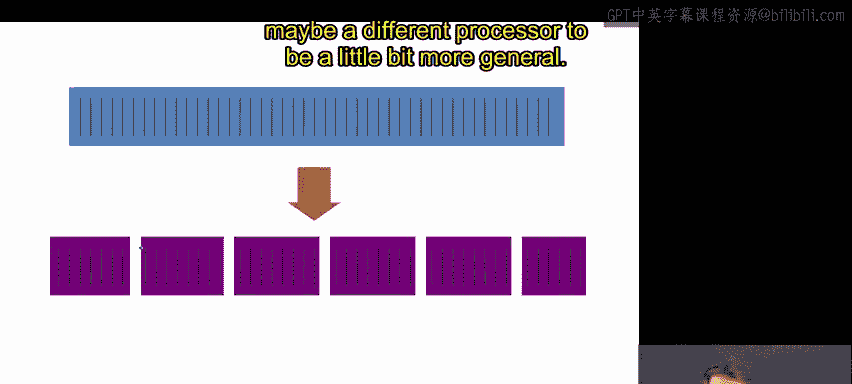 GPT中英字幕课程资源@bilibili.com
maybe a different processor to
be a little bit more general.